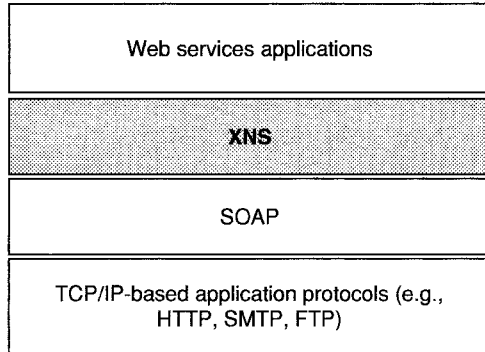 Web services applications
XNS
SOAP
TCP/IP-based application protocols (e.g.,
HTTP, SMTP, FTP)